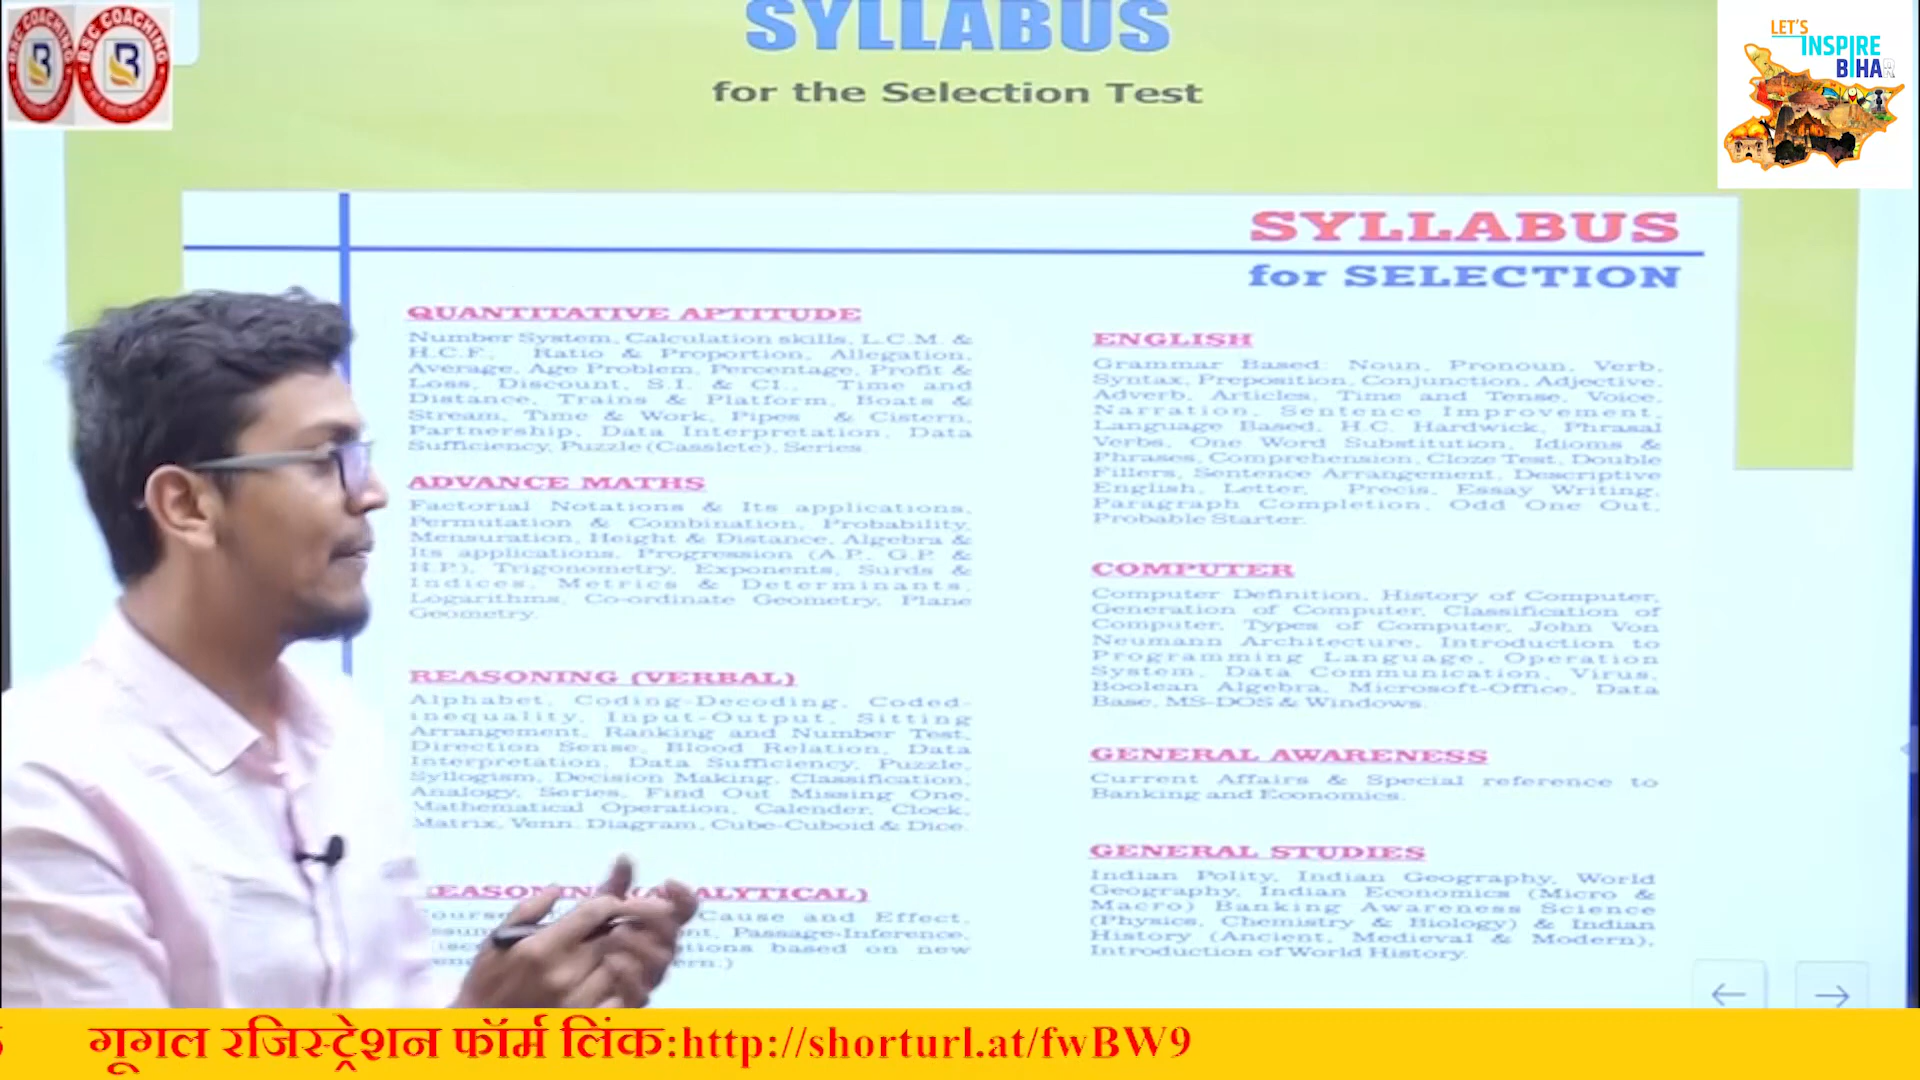 BSC COACHING
BSC COACHING
LET'S
INSPIRE
BIHAR
SYLLABUS
for the Selection Test
SYLLABUS
for SELECTION
QUANTITATIVE APTITUDE
Number System, Calculation skills, L.C.M. &
H.C.F., Ratio & Proportion, Allegation,
Average, Age Problem, Percentage, Profit &
Loss, Discount, S.I. & C.I., Time and
Distance, Trains & Platform, Boats &
Stream, Time & Work, Pipes & Cistern,
Partnership, Data Interpretation, Data
Sufficiency, Puzzle (Casslete), Series.
ADVANCE MATHS
Factorial Notations & Its applications,
Permutation & Combination, Probability,
Mensuration, Height & Distance, Algebra &
Its applications, Progression (A.P., G.P. &
H.P.), Trigonometry, Exponents, Surds &
Indices, Metrics & Determinants,
Logarithms, Co-ordinate Geometry, Plane
Geometry.
REASONING (VERBAL)
Alphabet, Coding-Decoding, Coded-
inequality, Input-Output, Sitting
Arrangement, Ranking and Number Test,
Direction Sense, Blood Relation, Data
Interpretation, Data Sufficiency, Puzzle,
Syllogism, Decision Making, Classification,
Analogy, Series, Find Out Missing One,
Mathematical Operation, Calender, Clock,
Matrix, Venn. Diagram, Cube-Cuboid & Dice.
Cause and Effect,
Passage-Inference,
based on new
ENGLISH
Grammar Based: Noun, Pronoun, Verb,
Syntax, Preposition, Conjunction, Adjective,
Adverb, Articles, Time and Tense, Voice,
Narration, Sentence Improvement,
Language Based, H.C. Hardwick, Phrasal
Verbs, One Word Substitution, Idioms &
Phrases, Comprehension, Cloze Test, Double
Fillers, Sentence Arrangement, Descriptive
English, Letter, Precis, Essay Writing,
Paragraph Completion, Odd One Out,
Probable Starter.
COMPUTER
Computer Definition, History of Computer,
Generation of Computer, Classification of
Computer, Types of Computer, John Von
Neumann Architecture, Introduction to
Programming Language, Operation
System, Data Communication, Virus,
Boolean Algebra, Microsoft-Office, Data
Base, MS-DOS & Windows.
GENERAL AWARENESS
Current Affairs & Special reference to
Banking and Economics.
GENERAL STUDIES
Indian Polity, Indian Geography, World
Geography, Indian Economics (Micro &
Macro) Banking Awareness Science
(Physics, Chemistry & Biology) & Indian
History (Ancient, Medieval & Modern),
Introduction of World History.
गूगल रजिस्ट्रेशन फॉर्म लिंक:http://shorturl.at/fwBW9